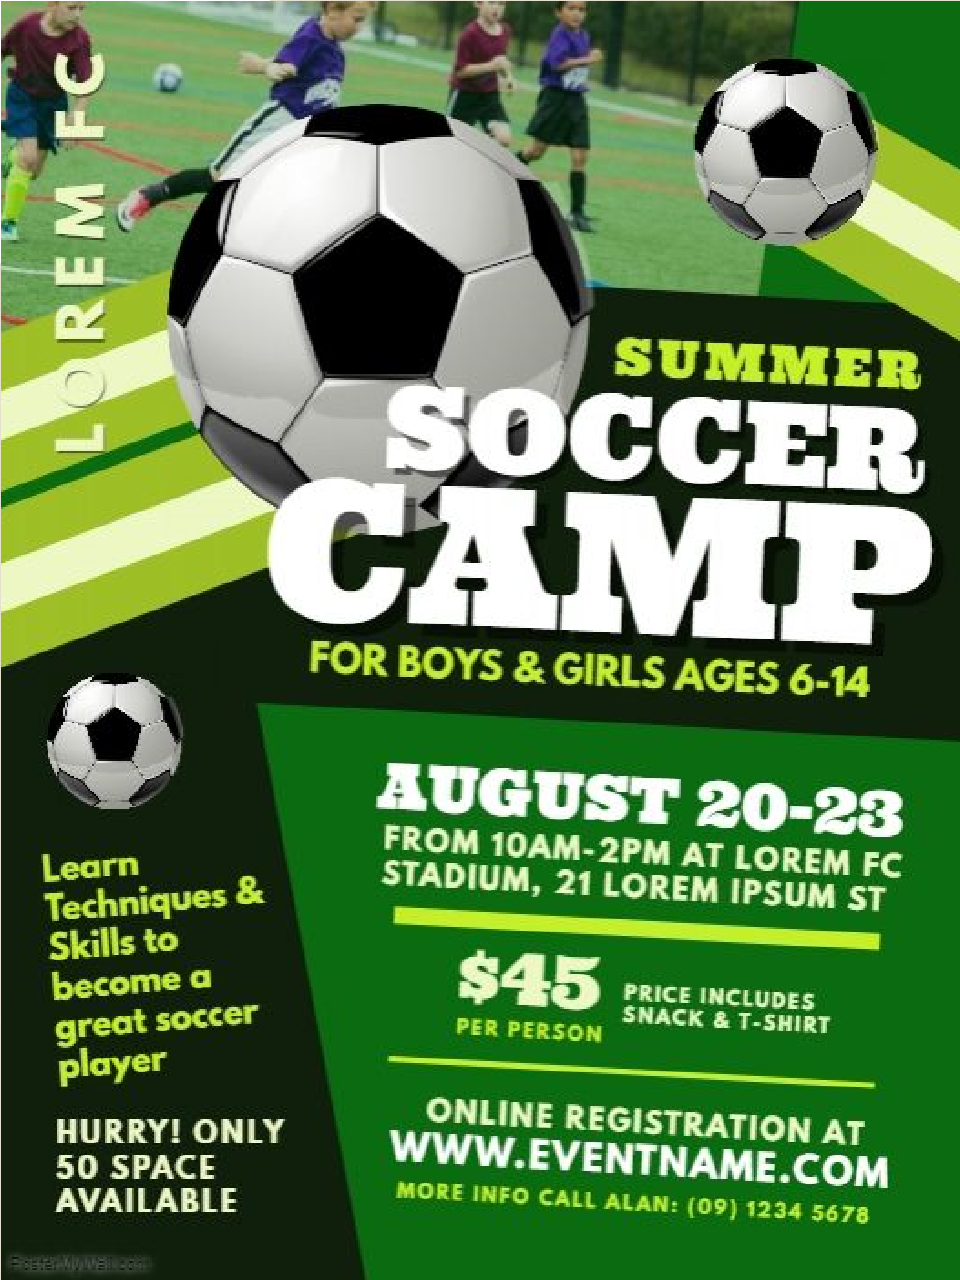 LOREM FC
SUMMER
SOCCER
CAMP
FOR BOYS & GIRLS AGES 6-14
AUGUST 20-23
FROM 10AM-2PM AT LOREM FC
STADIUM, 21 LOREM IPSUM ST
$45
PER PERSON
PRICE INCLUDES
SNACK & T-SHIRT
ONLINE REGISTRATION AT
WWW.EVENTNAME.COM
MORE INFO CALL ALAN: (09) 1234 5678
Learn
Techniques &
Skills to
become a
great soccer
player
HURRY! ONLY
50 SPACE
AVAILABLE
PosterMyWall.com